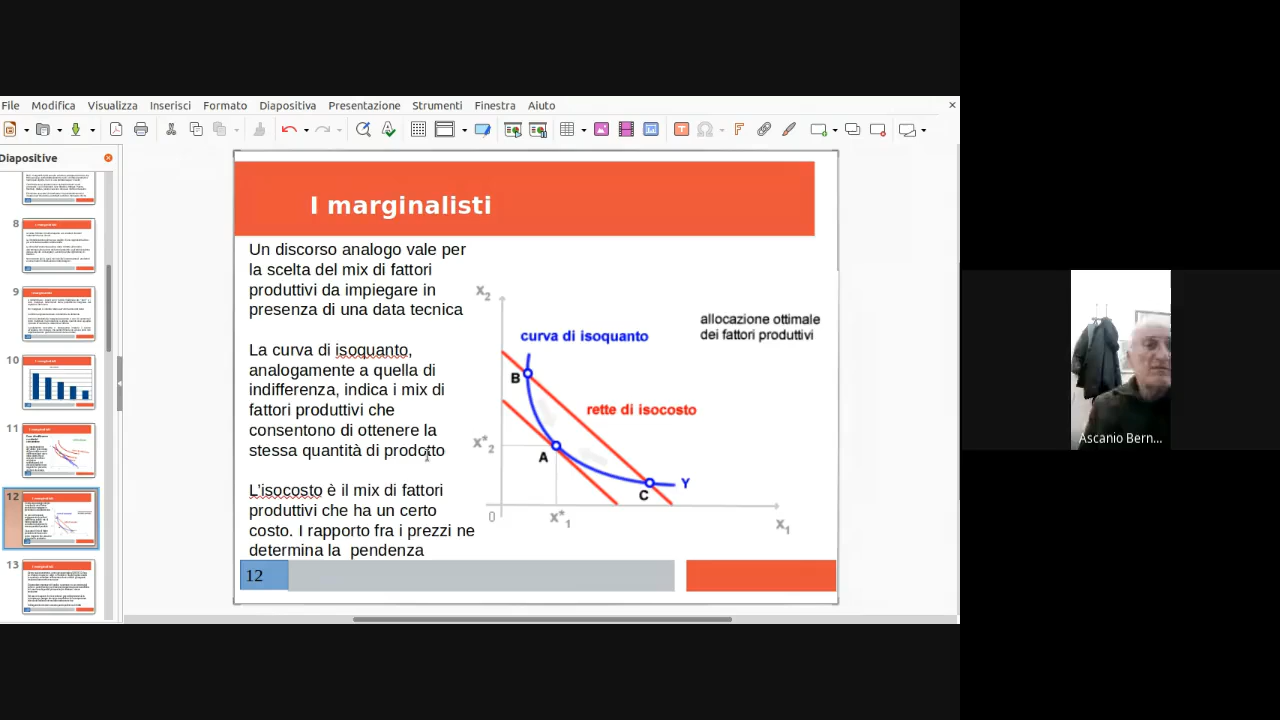 File Modifica Visualizza Inserisci Formato Diapositiva Presentazione Strumenti Finestra Aiuto
Diapositive
8
9
10
11
12
13
I marginalisti
Un discorso analogo vale per
la scelta del mix di fattori
produttivi da impiegare in
presenza di una data tecnica
La curva di isoquanto,
analogamente a quella di
indifferenza, indica i mix di
fattori produttivi che
consentono di ottenere la
stessa quantità di prodotto
L'isocosto è il mix di fattori
produttivi che ha un certo
costo. I rapporto fra i prezzi ne
determina la pendenza
x2
curva di isoquanto
allocazione ottimale
dei fattori produttivi
B
rette di isocosto
x*2
A
C
Y
0
x*1
x1
12
Ascanio Bern...